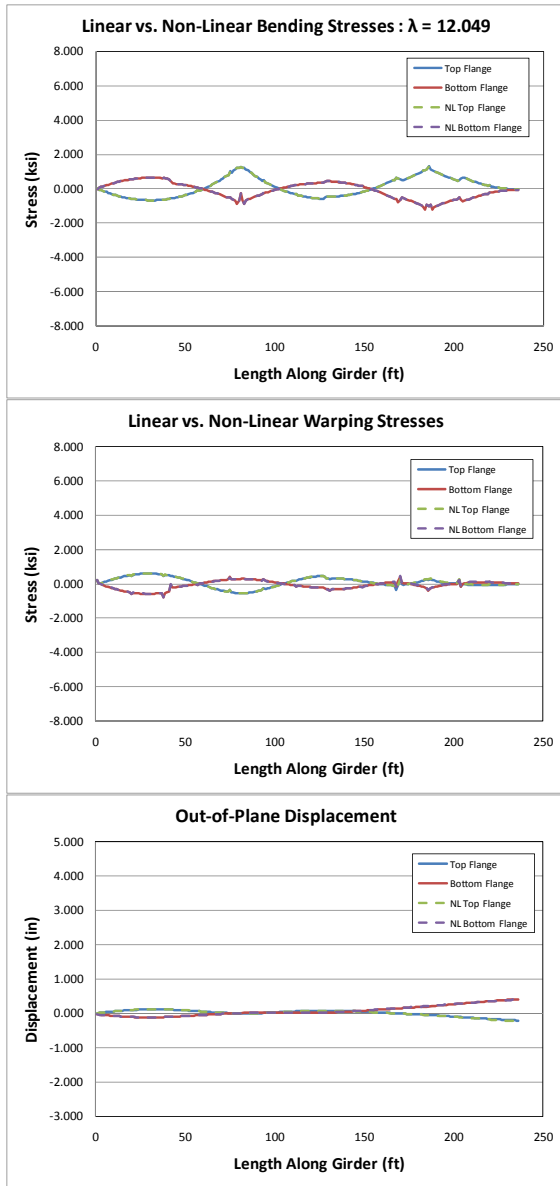 Linear vs. Non-Linear Bending Stresses : λ = 12.049
8.000
6.000
4.000
2.000
0.000
-2.000
-4.000
-6.000
-8.000
Stress (ksi)
Top Flange
Bottom Flange
NL Top Flange
NL Bottom Flange
0 50 100 150 200 250
Length Along Girder (ft)
Linear vs. Non-Linear Warping Stresses
8.000
6.000
4.000
2.000
0.000
-2.000
-4.000
-6.000
-8.000
Stress (ksi)
Top Flange
Bottom Flange
NL Top Flange
NL Bottom Flange
0 50 100 150 200 250
Length Along Girder (ft)
Out-of-Plane Displacement
5.000
4.000
3.000
2.000
1.000
0.000
-1.000
-2.000
-3.000
Displacement (in)
Top Flange
Bottom Flange
NL Top Flange
NL Bottom Flange
0 50 100 150 200 250
Length Along Girder (ft)